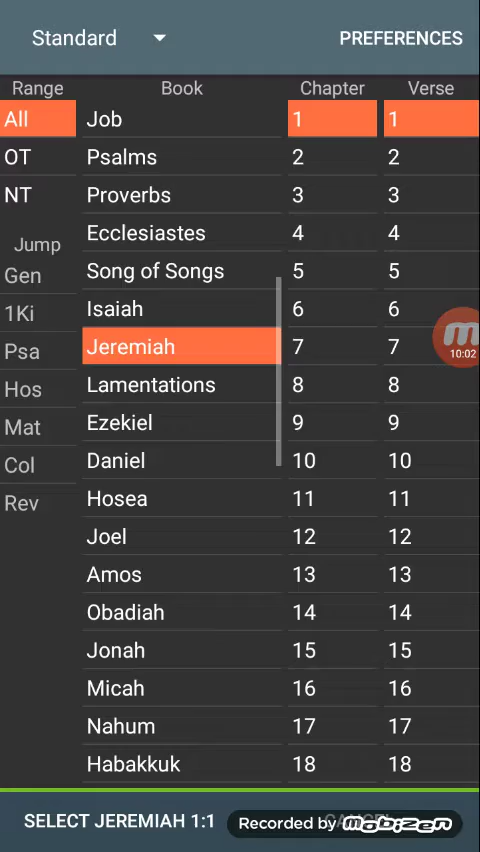 Standard PREFERENCES
Range Book Chapter Verse
All Job 1 1
OT Psalms 2 2
NT Proverbs 3 3
Jump Ecclesiastes 4 4
Gen Song of Songs 5 5
1Ki Isaiah 6 6
Psa Jeremiah 7 7
Hos Lamentations 8 8
Mat Ezekiel 9 9
Col Daniel 10 10
Rev Hosea 11 11
Joel 12 12
Amos 13 13
Obadiah 14 14
Jonah 15 15
Micah 16 16
Nahum 17 17
Habakkuk 18 18
m 10:02
SELECT JEREMIAH 1:1 CANCEL
Recorded by mobizen